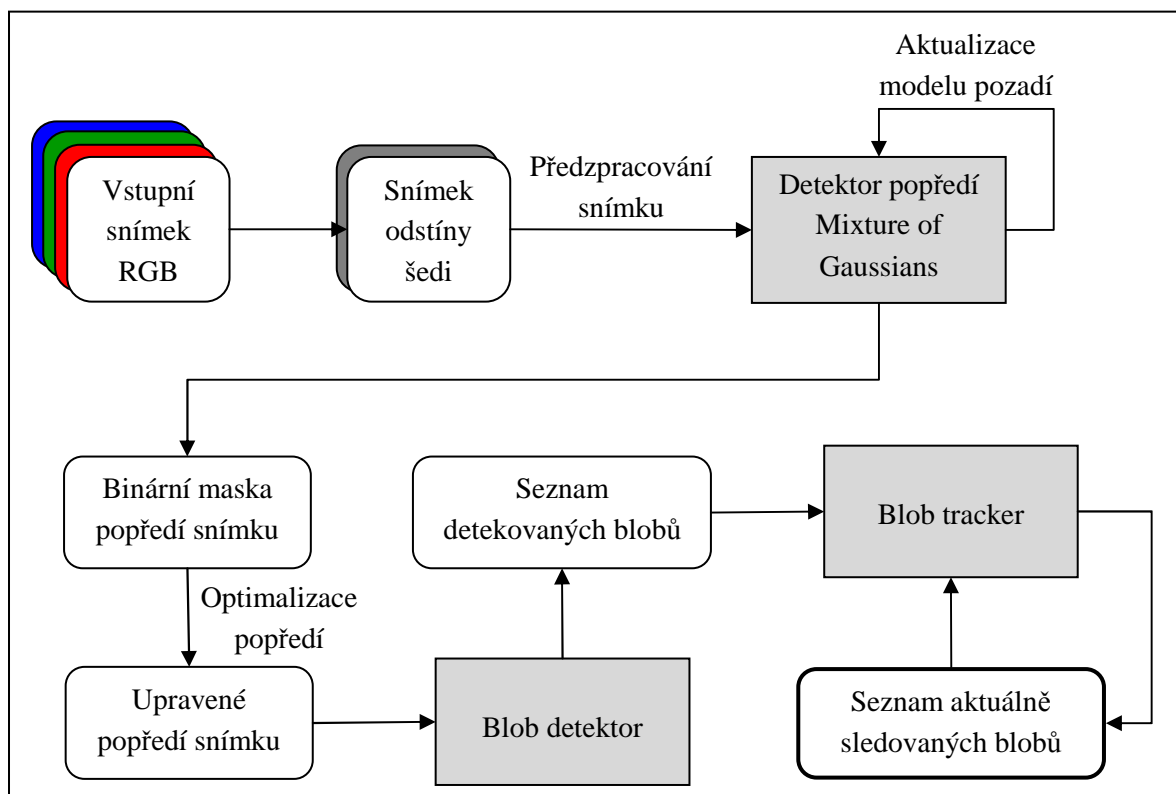 Aktualizace
modelu pozadí
Vstupní
snímek
RGB
Snímek
odstíny
šedi
Předzpracování
snímku
Detektor popředí
Mixture of
Gaussians
Binární maska
popředí snímku
Seznam
detekovaných blobů
Blob tracker
Optimalizace
popředí
Upravené
popředí snímku
Blob detektor
Seznam aktuálně
sledovaných blobů